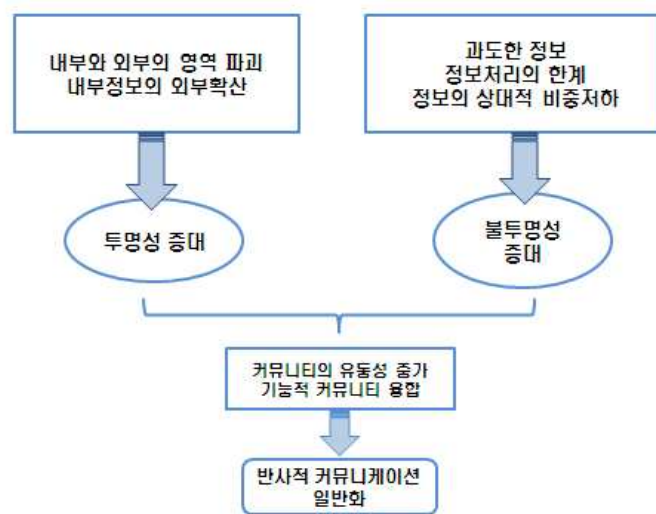 내부와 외부의 영역 파괴
내부정보의 외부확산
과도한 정보
정보처리의 한계
정보의 상대적 비중저하
투명성 증대
불투명성
증대
커뮤니티의 유동성 증가
기능적 커뮤니티 융합
반사적 커뮤니케이션
일반화